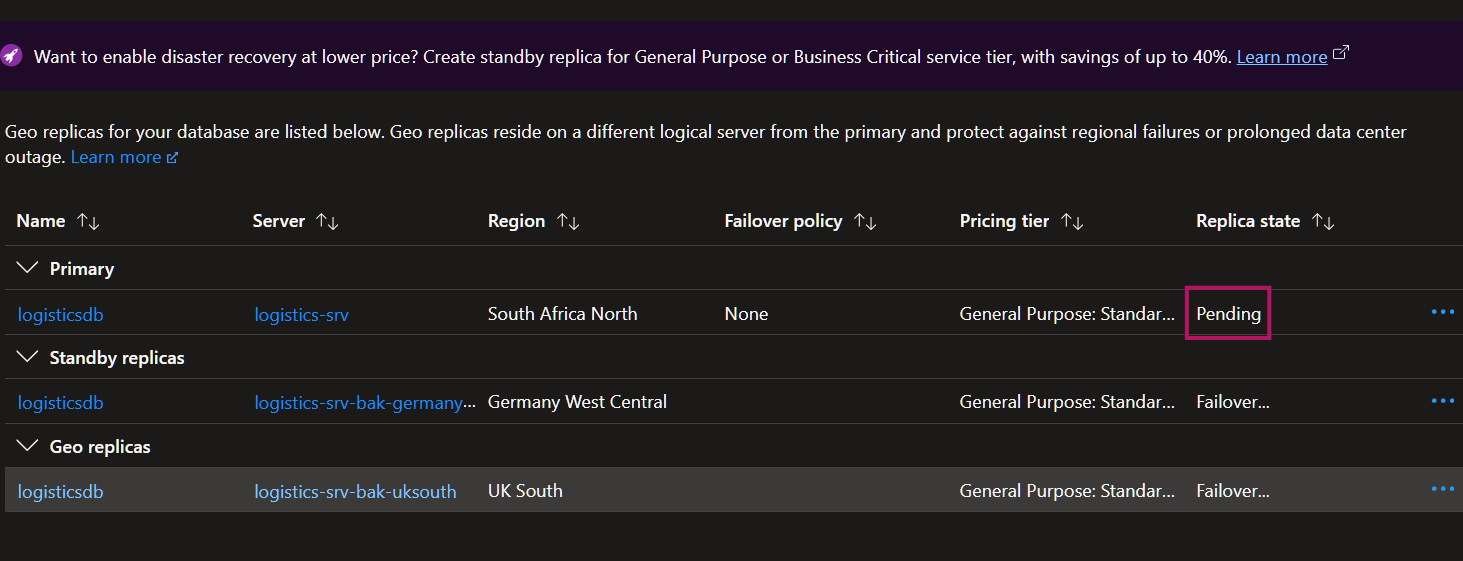 Want to enable disaster recovery at lower price? Create standby replica for General Purpose or Business Critical service tier, with savings of up to 40%. Learn more
Geo replicas for your database are listed below. Geo replicas reside on a different logical server from the primary and protect against regional failures or prolonged data center
outage. Learn more
Name Server Region Failover policy Pricing tier Replica state
Primary
logisticsdb logistics-srv South Africa North None General Purpose: Standar... Pending
Standby replicas
logisticsdb logistics-srv-bak-germany... Germany West Central General Purpose: Standar... Failover...
Geo replicas
logisticsdb logistics-srv-bak-uksouth UK South General Purpose: Standar... Failover...